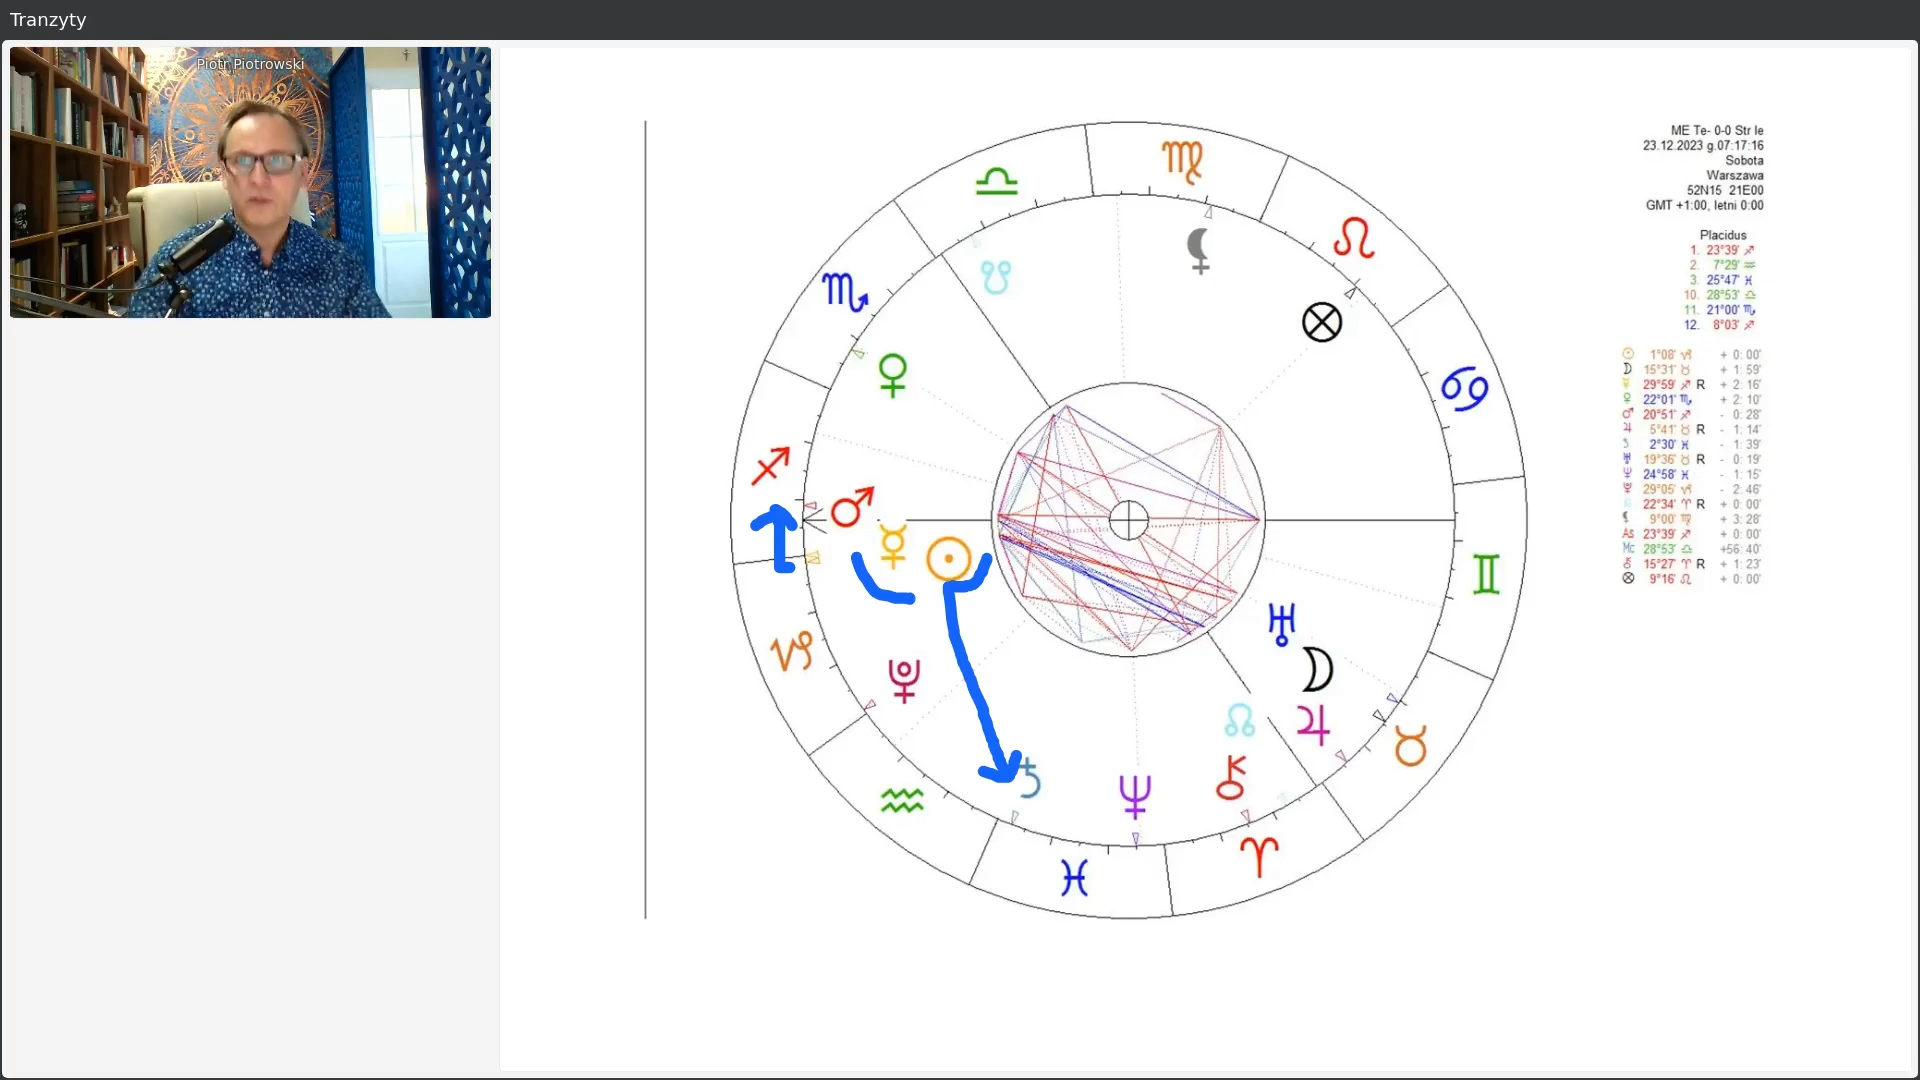 Tranzyty
Piotr Piotrowski
ME Te- 0-0 Str le
23.12.2023 g.07:17:16
Sobota
Warszawa
52N15 21E00
GMT +1:00, letni 0:00
Placidus
1. 23°39' ♐
2. 7°29' ♒
3. 25°47' ♓
10. 28°53' ♎
11. 21°00' ♏
12. 8°03' ♐
☉ 1°08' ♑ + 0: 00'
☽ 15°31' ♉ + 1: 59'
☿ 29°59' ♐ R + 2: 16'
♀ 22°01' ♏ + 2: 10'
♂ 20°51' ♐ - 0: 28'
♃ 5°41' ♉ R - 1: 14'
♄ 2°30' ♓ - 1: 39'
♅ 19°36' ♉ R - 0: 19'
♆ 24°58' ♓ - 1: 15'
♇ 29°05' ♑ - 2: 46'
☊ 22°34' ♈ R + 0: 00'
⚸ 9°00' ♍ + 3: 28'
As 23°39' ♐ + 0: 00'
Mc 28°53' ♎ +56: 40'
⚷ 15°27' ♈ R + 1: 23'
⊗ 9°16' ♌ + 0: 00'